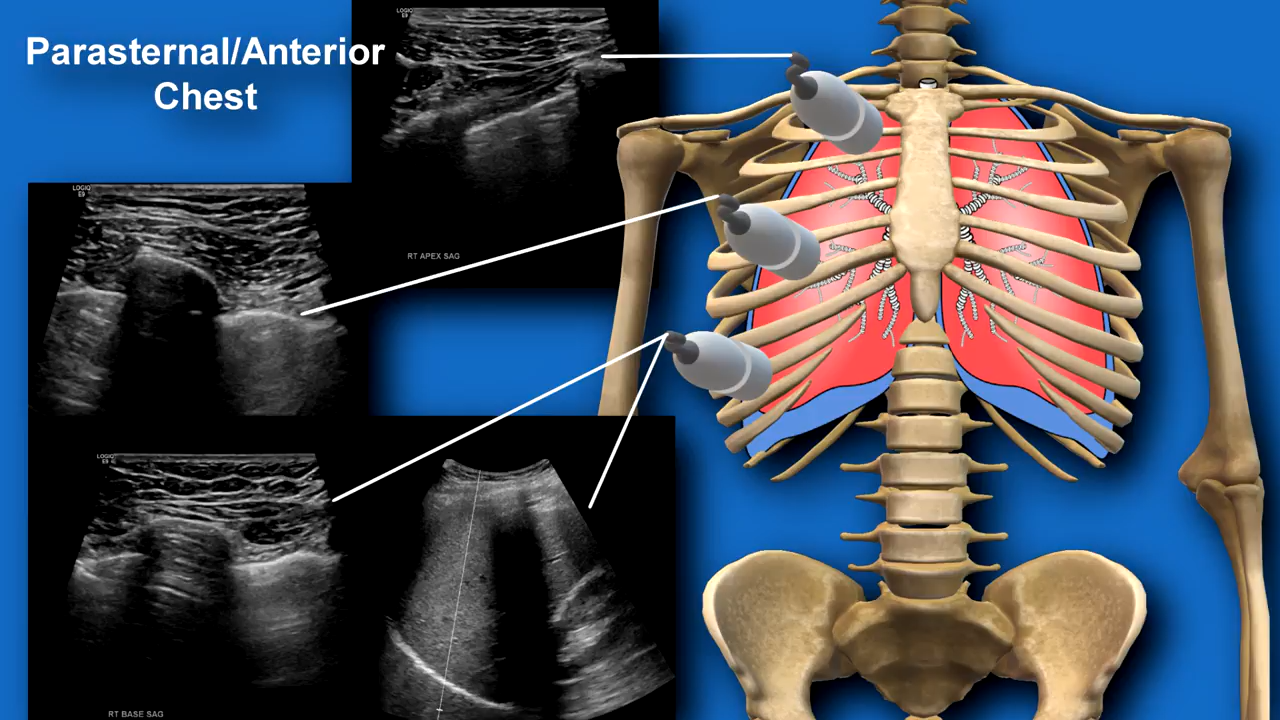 Parasternal/Anterior
Chest
LOGIQ
E9
RT APEX SAG
LOGIQ
E9
LOGIQ
E9
RT BASE SAG